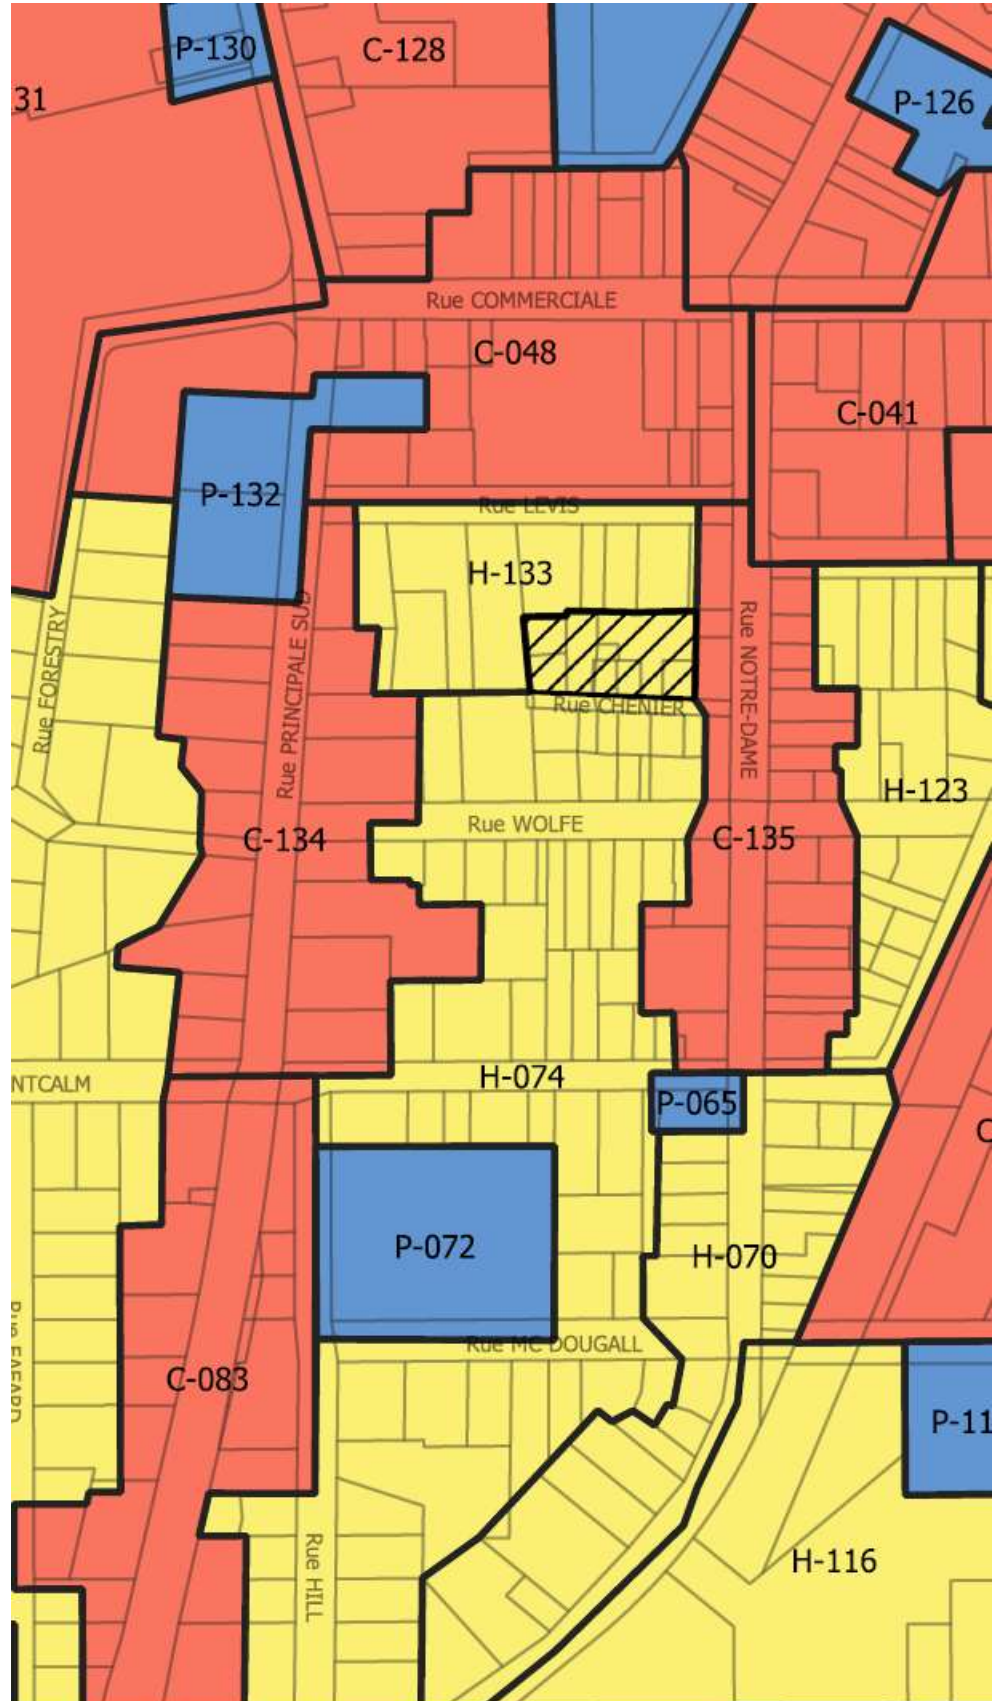 P-130
C-128
31
P-126
Rue COMMERCIALE
C-048
C-041
P-132
Rue LEVIS
H-133
Rue FORESTRY
Rue PRINCIPALE SUD
Rue NOTRE-DAME
Rue CHENIER
H-123
Rue WOLFE
C-134
C-135
H-074
NTCALM
P-065
C
P-072
H-070
Rue MC DOUGALL
Rue FAFARD
C-083
P-11
Rue HILL
H-116